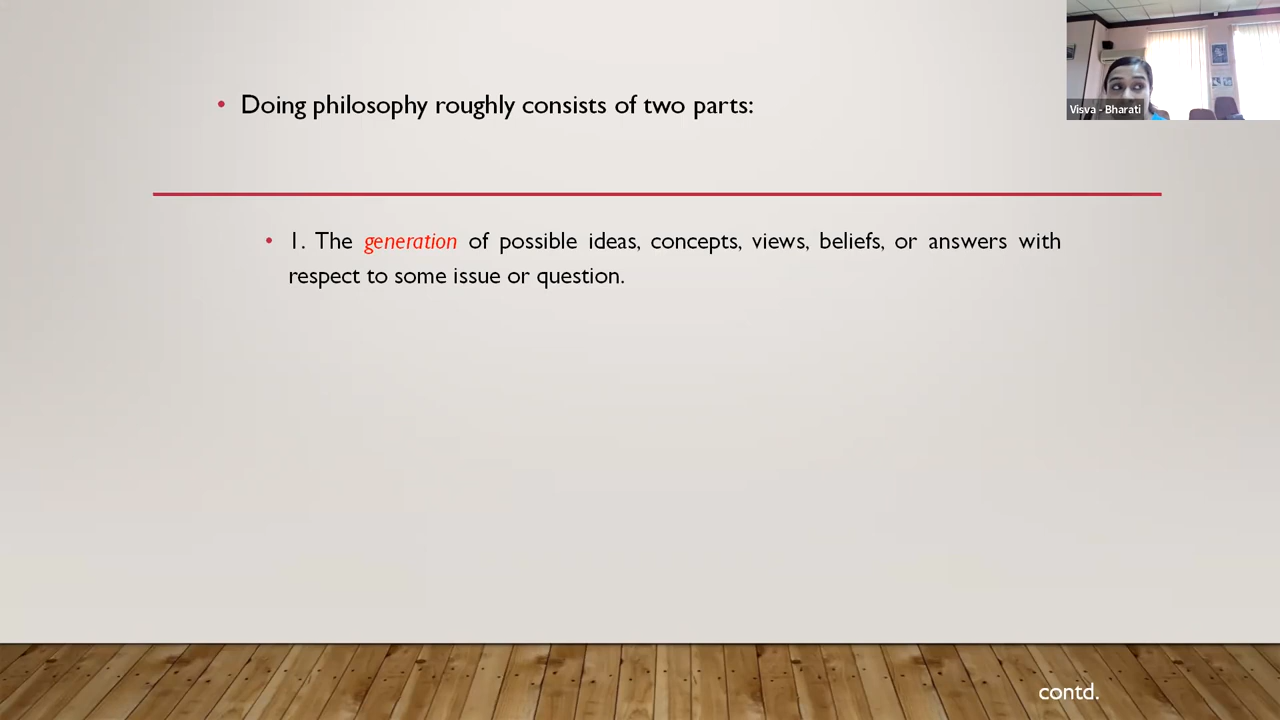 • Doing philosophy roughly consists of two parts:
Visva - Bharati
• 1. The generation of possible ideas, concepts, views, beliefs, or answers with
respect to some issue or question.
contd.